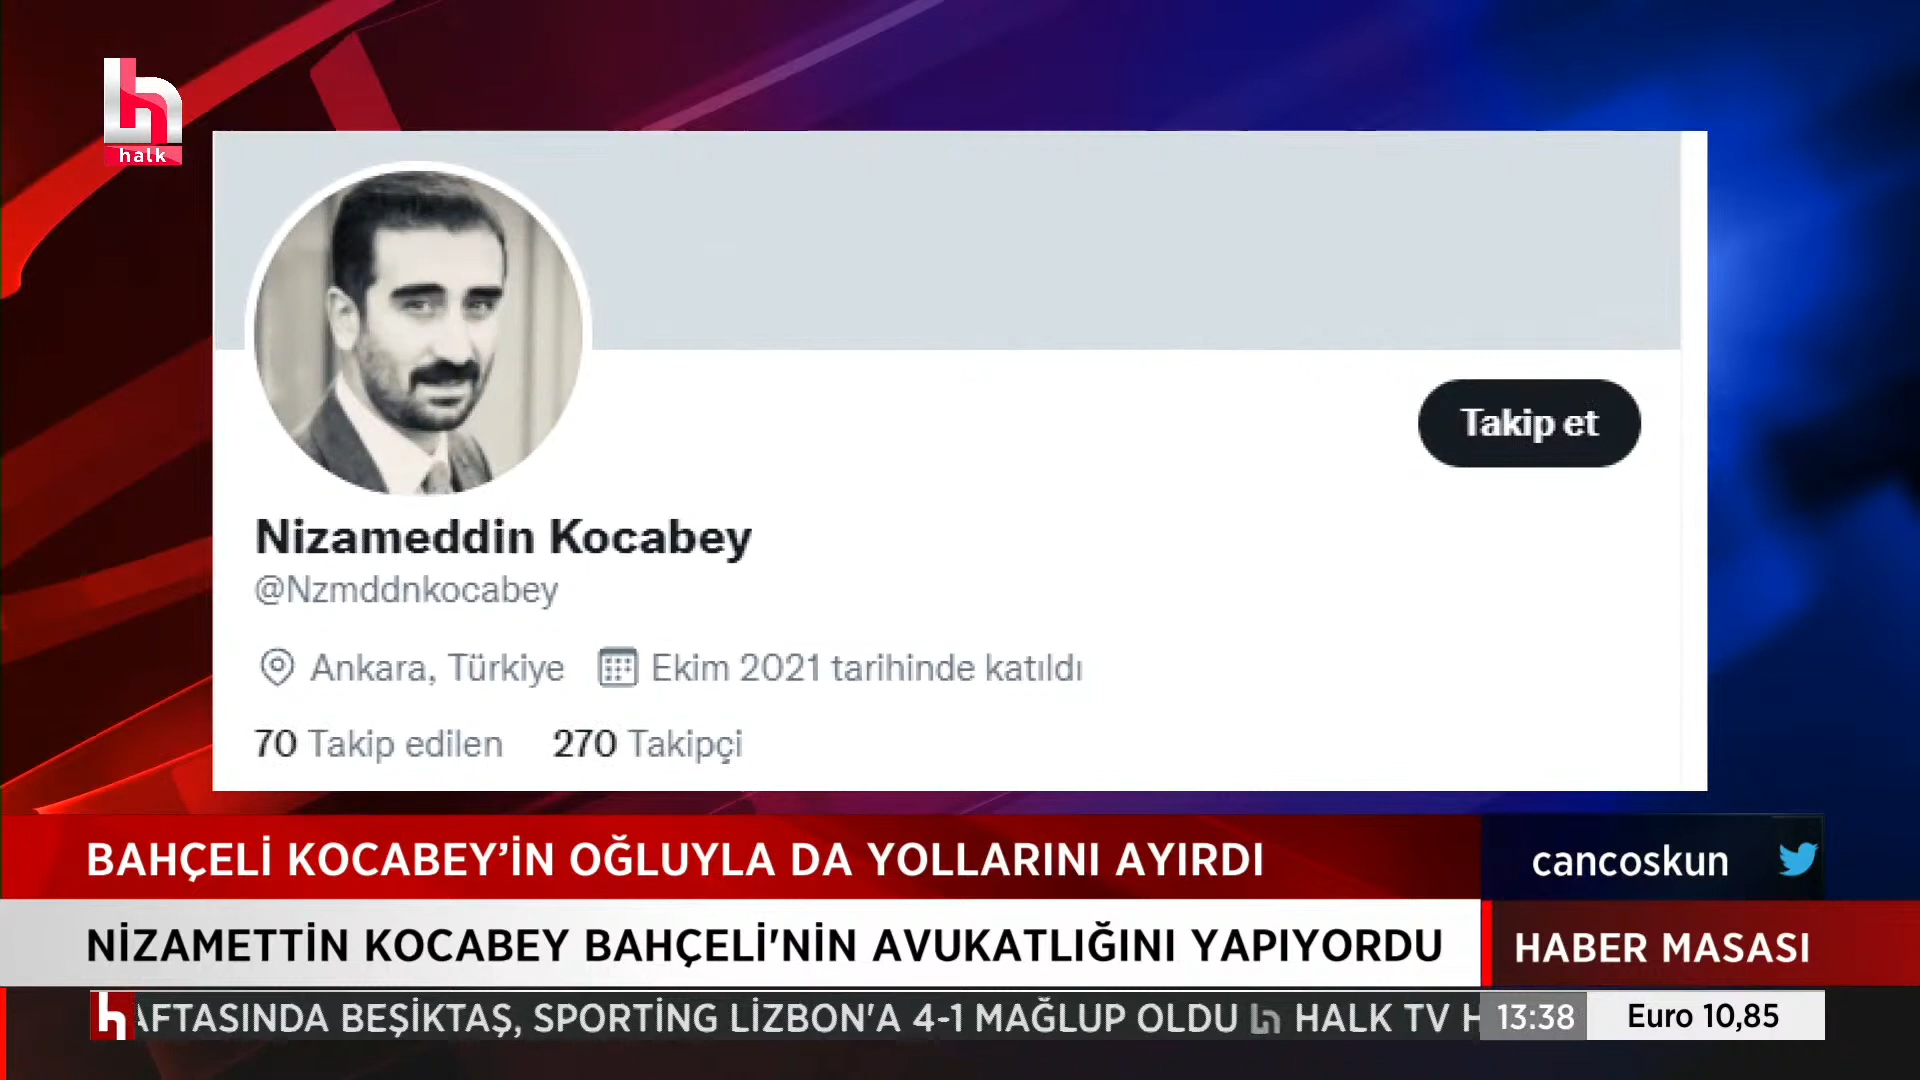 halk
Takip et
Nizameddin Kocabey
@Nzmddnkocabey
Ankara, Türkiye Ekim 2021 tarihinde katıldı
70 Takip edilen 270 Takipçi
BAHÇELİ KOCABEY’İN OĞLUYLA DA YOLLARINI AYIRDI
cancoskun
NİZAMETTİN KOCABEY BAHÇELİ'NİN AVUKATLIĞINI YAPIYORDU
HABER MASASI
AFTASINDA BEŞİKTAŞ, SPORTİNG LİZBON'A 4-1 MAĞLUP OLDU HALK TV H
13:38
Euro 10,85